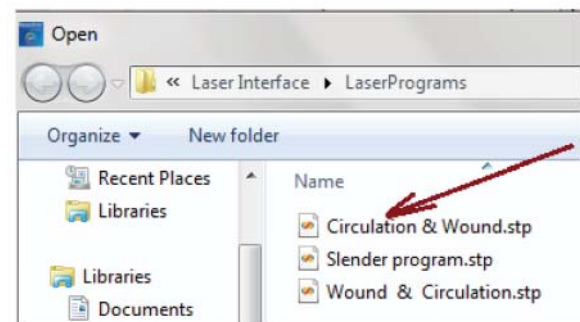 Open
« Laser Interface LaserPrograms
Organize New folder
Recent Places
Libraries
Libraries
Documents
Name
Circulation & Wound.stp
Slender program.stp
Wound & Circulation.stp